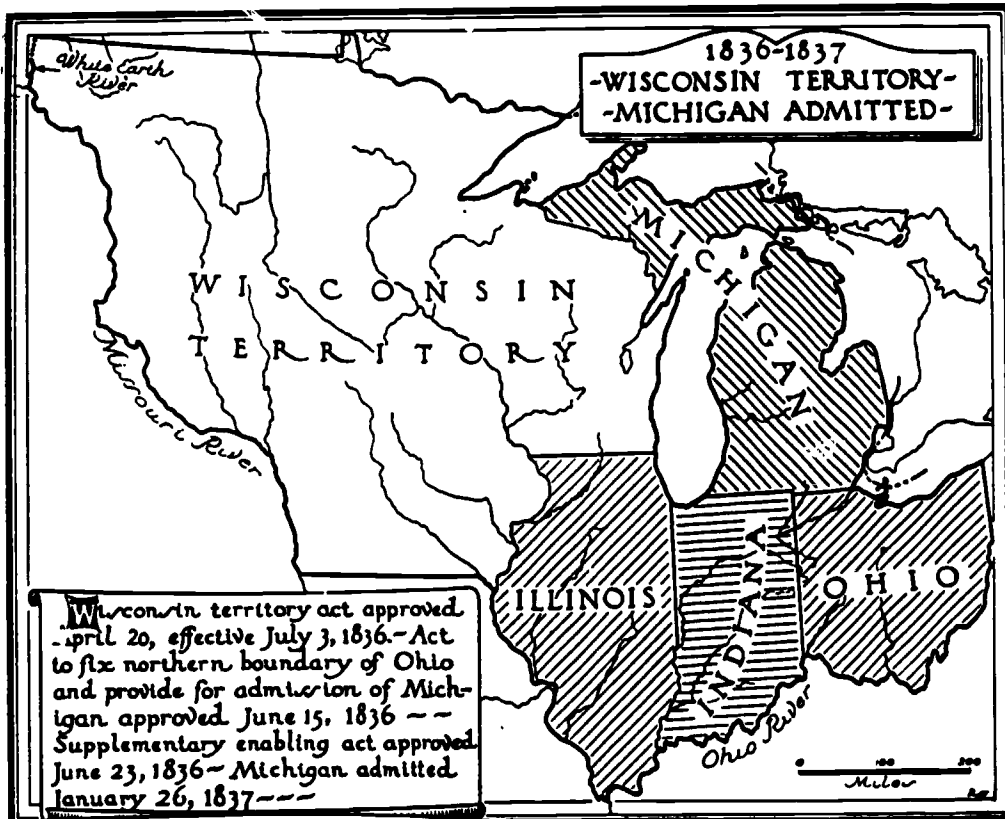 1836-1837
-WISCONSIN TERRITORY-
-MICHIGAN ADMITTED-
White Earth
River
MICHIGAN
WISCONSIN
TERRITORY
Missouri River
ILLINOIS
INDIANA
OHIO
Ohio River
0 100 200
Miles
Wisconsin territory act approved
April 20, effective July 3, 1836.-Act
to fix northern boundary of Ohio
and provide for admission of Mich-
igan approved June 15, 1836 ~ ~
Supplementary enabling act approved
June 23, 1836~ Michigan admitted
January 26, 1837~~~